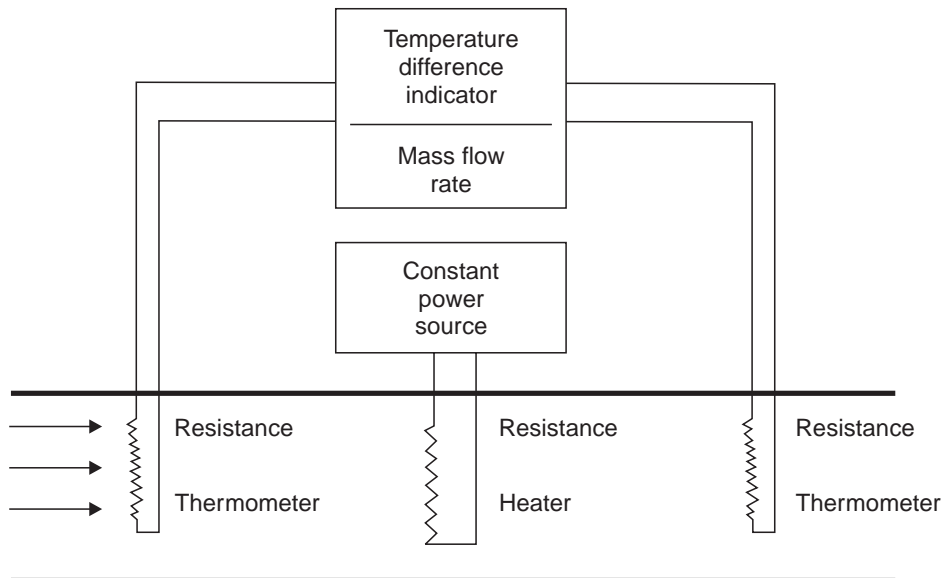 Temperature
difference
indicator
Mass flow
rate
Constant
power
source
Resistance
Thermometer
Resistance
Heater
Resistance
Thermometer